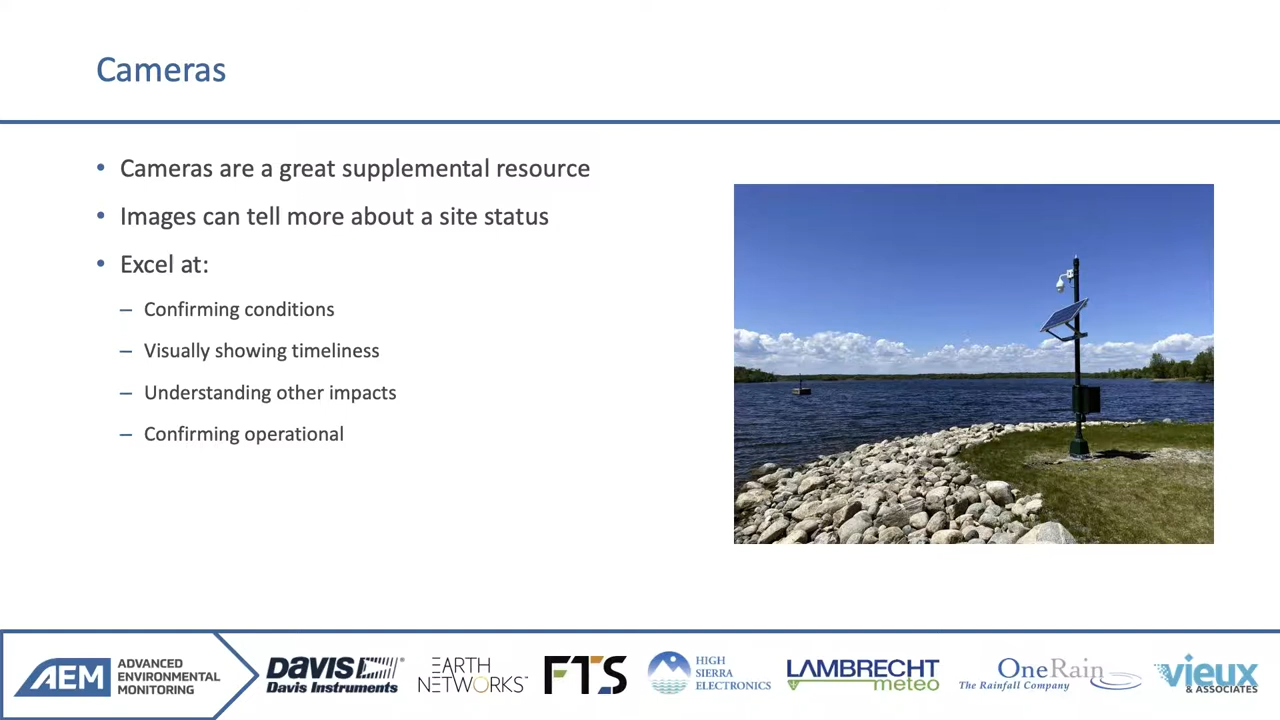 Cameras
• Cameras are a great supplemental resource
• Images can tell more about a site status
• Excel at:
– Confirming conditions
– Visually showing timeliness
– Understanding other impacts
– Confirming operational
AEM
ADVANCED
ENVIRONMENTAL
MONITORING
DAVIS®
Davis Instruments
EARTH
NETWORKS™
FTS
HIGH
SIERRA
ELECTRONICS
LAMBRECHT
meteo
OneRain
The Rainfall Company
vieux
& ASSOCIATES